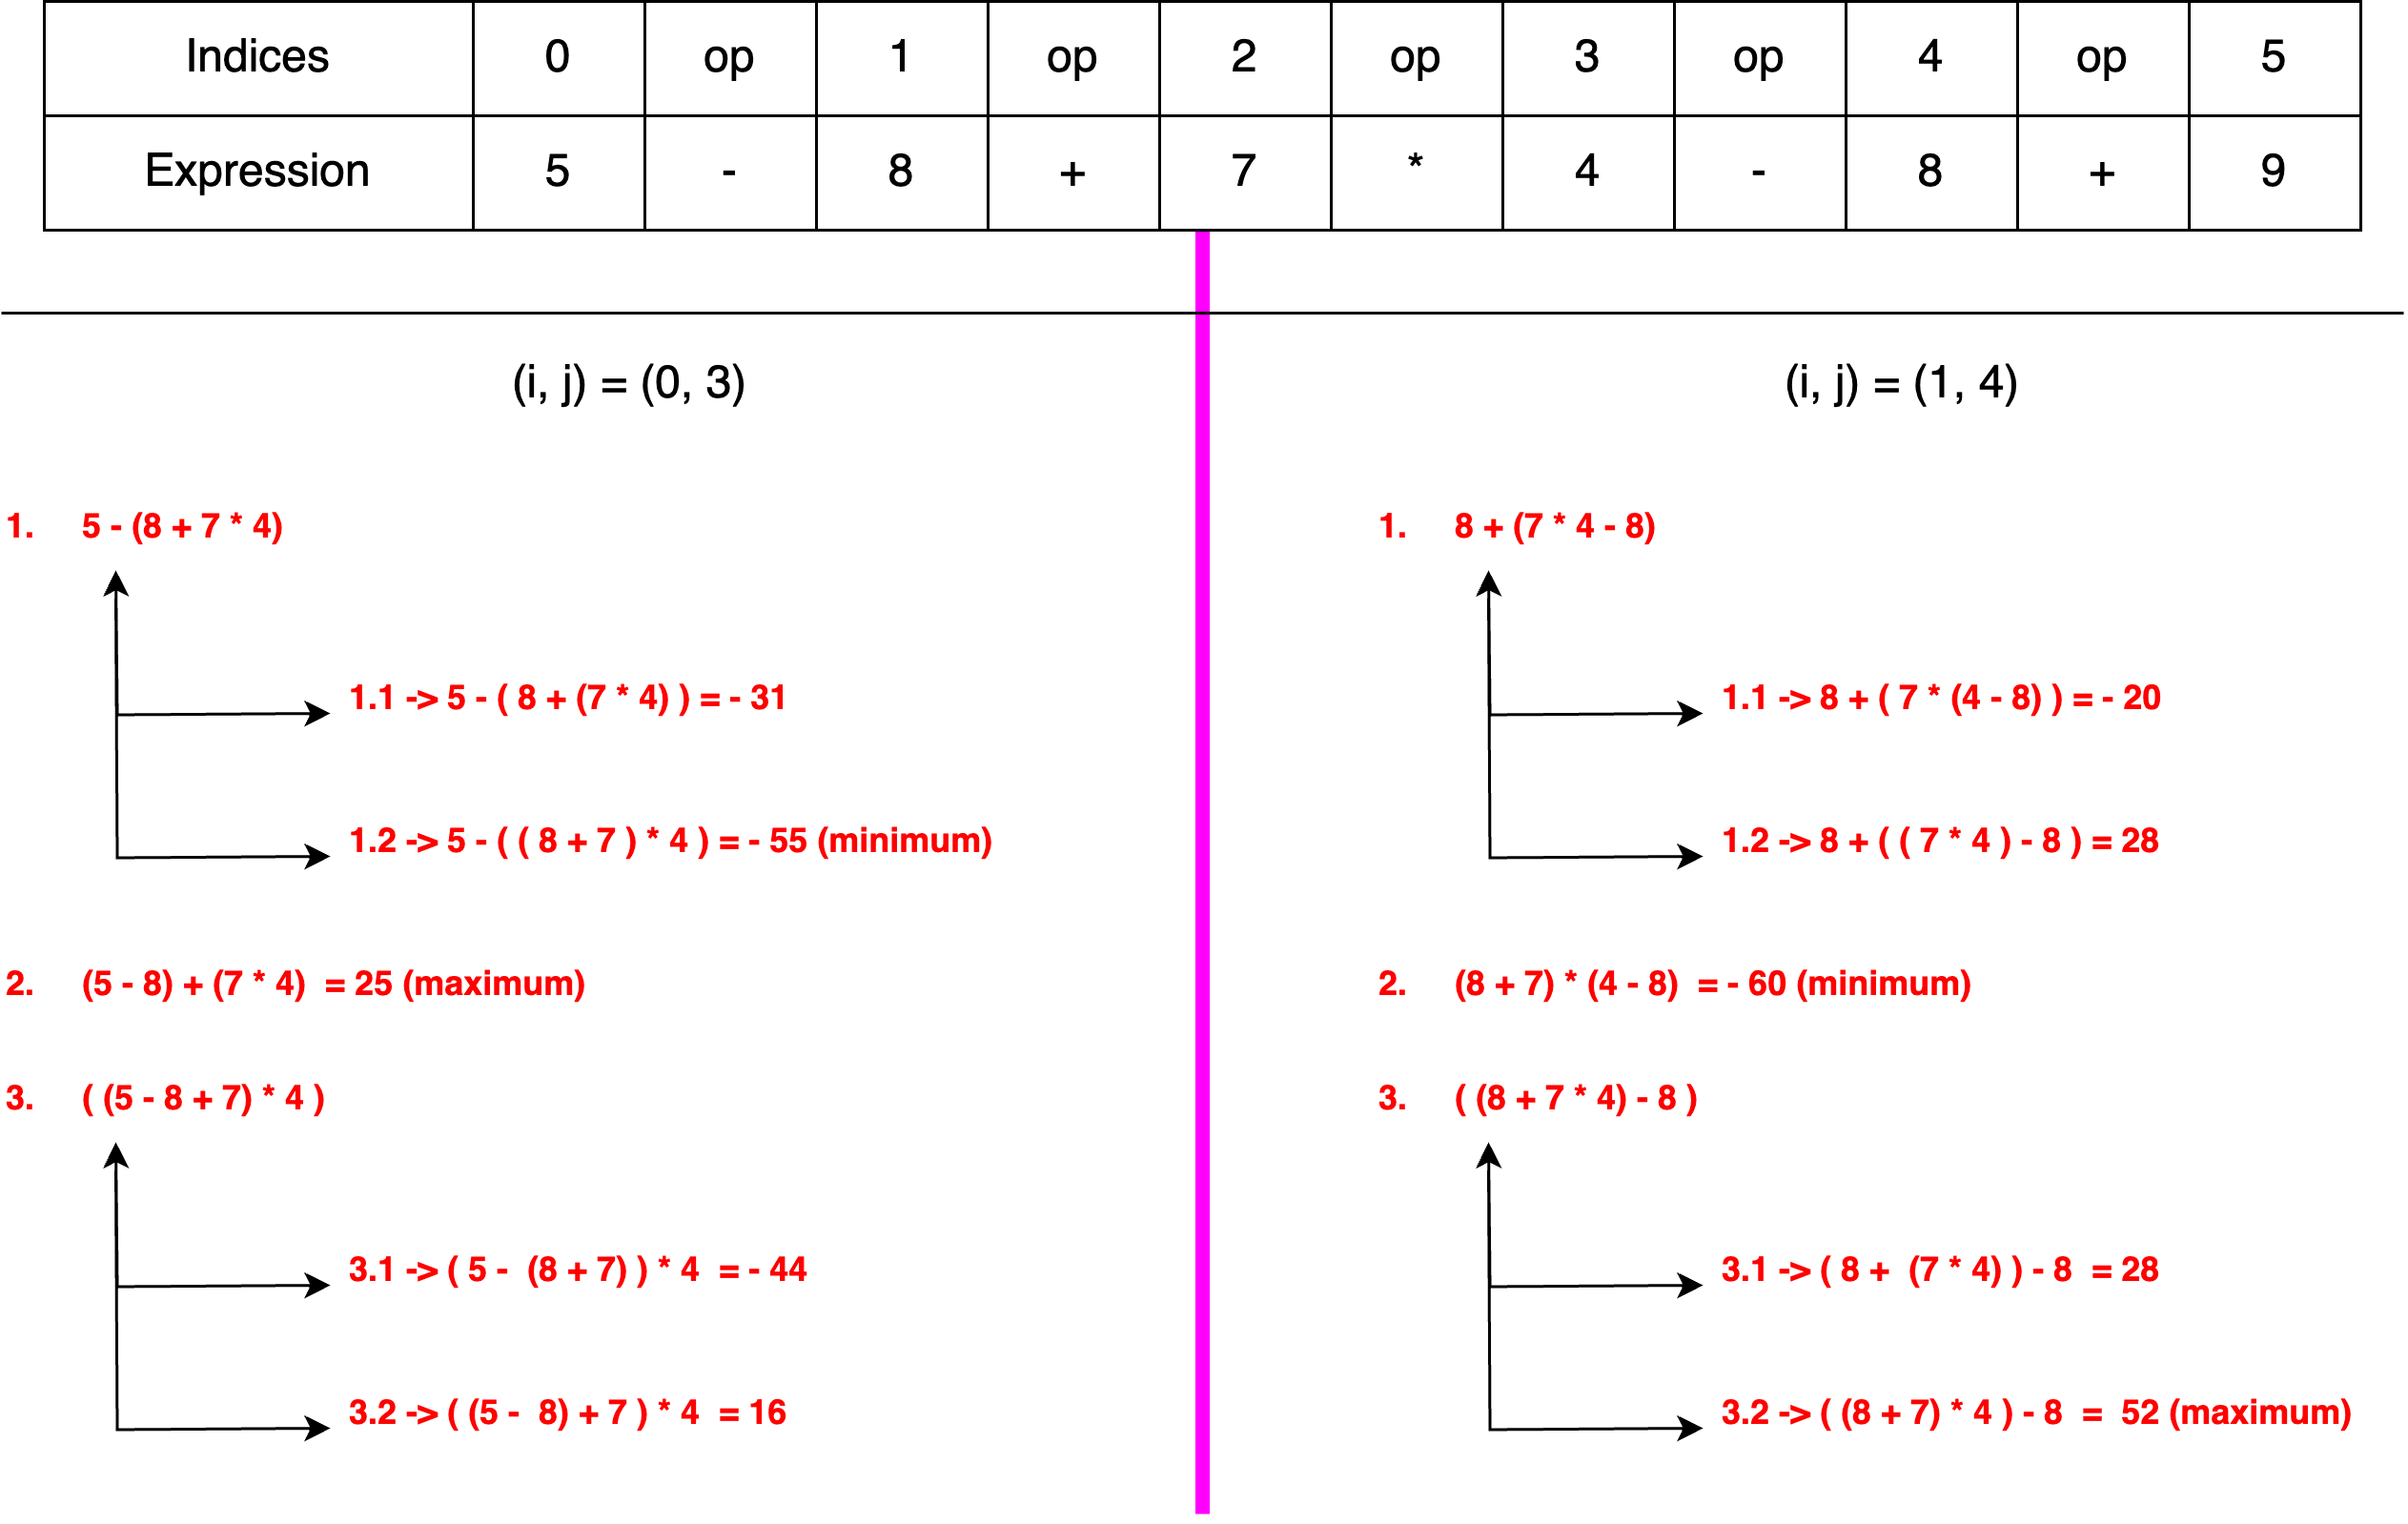 Indices 0 op 1 op 2 op 3 op 4 op 5
Expression 5 - 8 + 7 * 4 - 8 + 9
(i, j) = (0, 3)
1. 5 - (8 + 7 * 4)
1.1 -> 5 - ( 8 + (7 * 4) ) = - 31
1.2 -> 5 - ( ( 8 + 7 ) * 4 ) = - 55 (minimum)
2. (5 - 8) + (7 * 4) = 25 (maximum)
3. ( (5 - 8 + 7) * 4 )
3.1 -> ( 5 - (8 + 7) ) * 4 = - 44
3.2 -> ( (5 - 8) + 7 ) * 4 = 16
(i, j) = (1, 4)
1. 8 + (7 * 4 - 8)
1.1 -> 8 + ( 7 * (4 - 8) ) = - 20
1.2 -> 8 + ( ( 7 * 4 ) - 8 ) = 28
2. (8 + 7) * (4 - 8) = - 60 (minimum)
3. ( (8 + 7 * 4) - 8 )
3.1 -> ( 8 + (7 * 4) ) - 8 = 28
3.2 -> ( (8 + 7) * 4 ) - 8 = 52 (maximum)